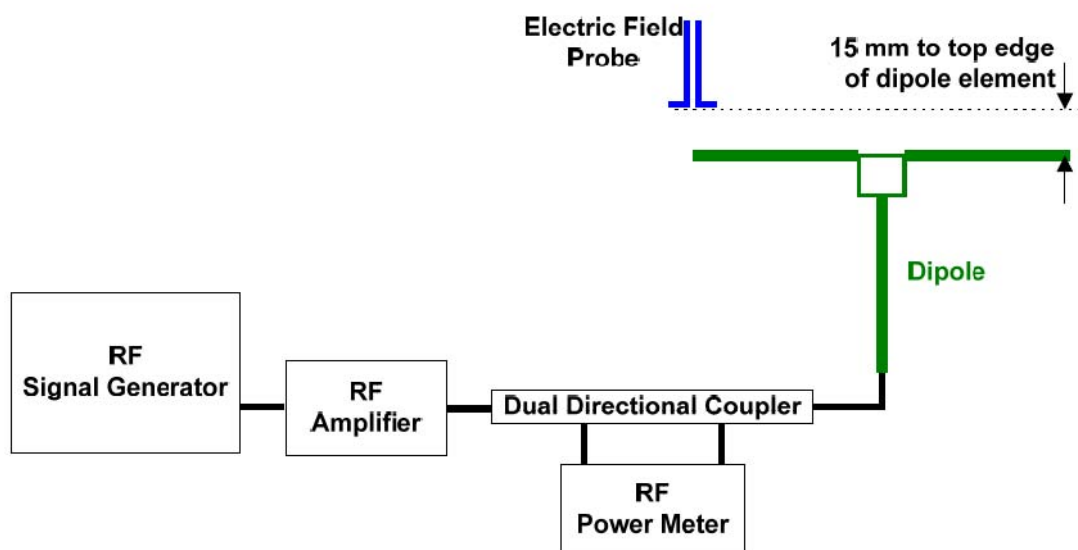 Electric Field
Probe
15 mm to top edge
of dipole element
Dipole
RF
Signal Generator
RF
Amplifier
Dual Directional Coupler
RF
Power Meter